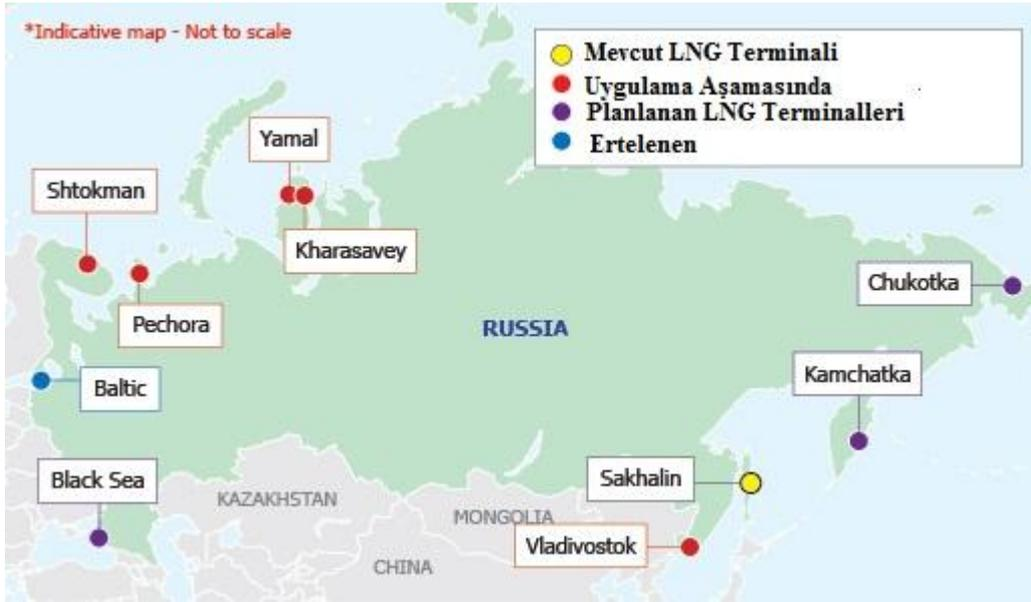 *Indicative map - Not to scale
Mevcut LNG Terminali
Uygulama Aşamasında
Planlanan LNG Terminalleri
Ertelenen
Yamal
Shtokman
Kharasavey
Chukotka
Pechora
RUSSIA
Baltic
Kamchatka
Black Sea
Sakhalin
KAZAKHSTAN
MONGOLIA
Vladivostok
CHINA